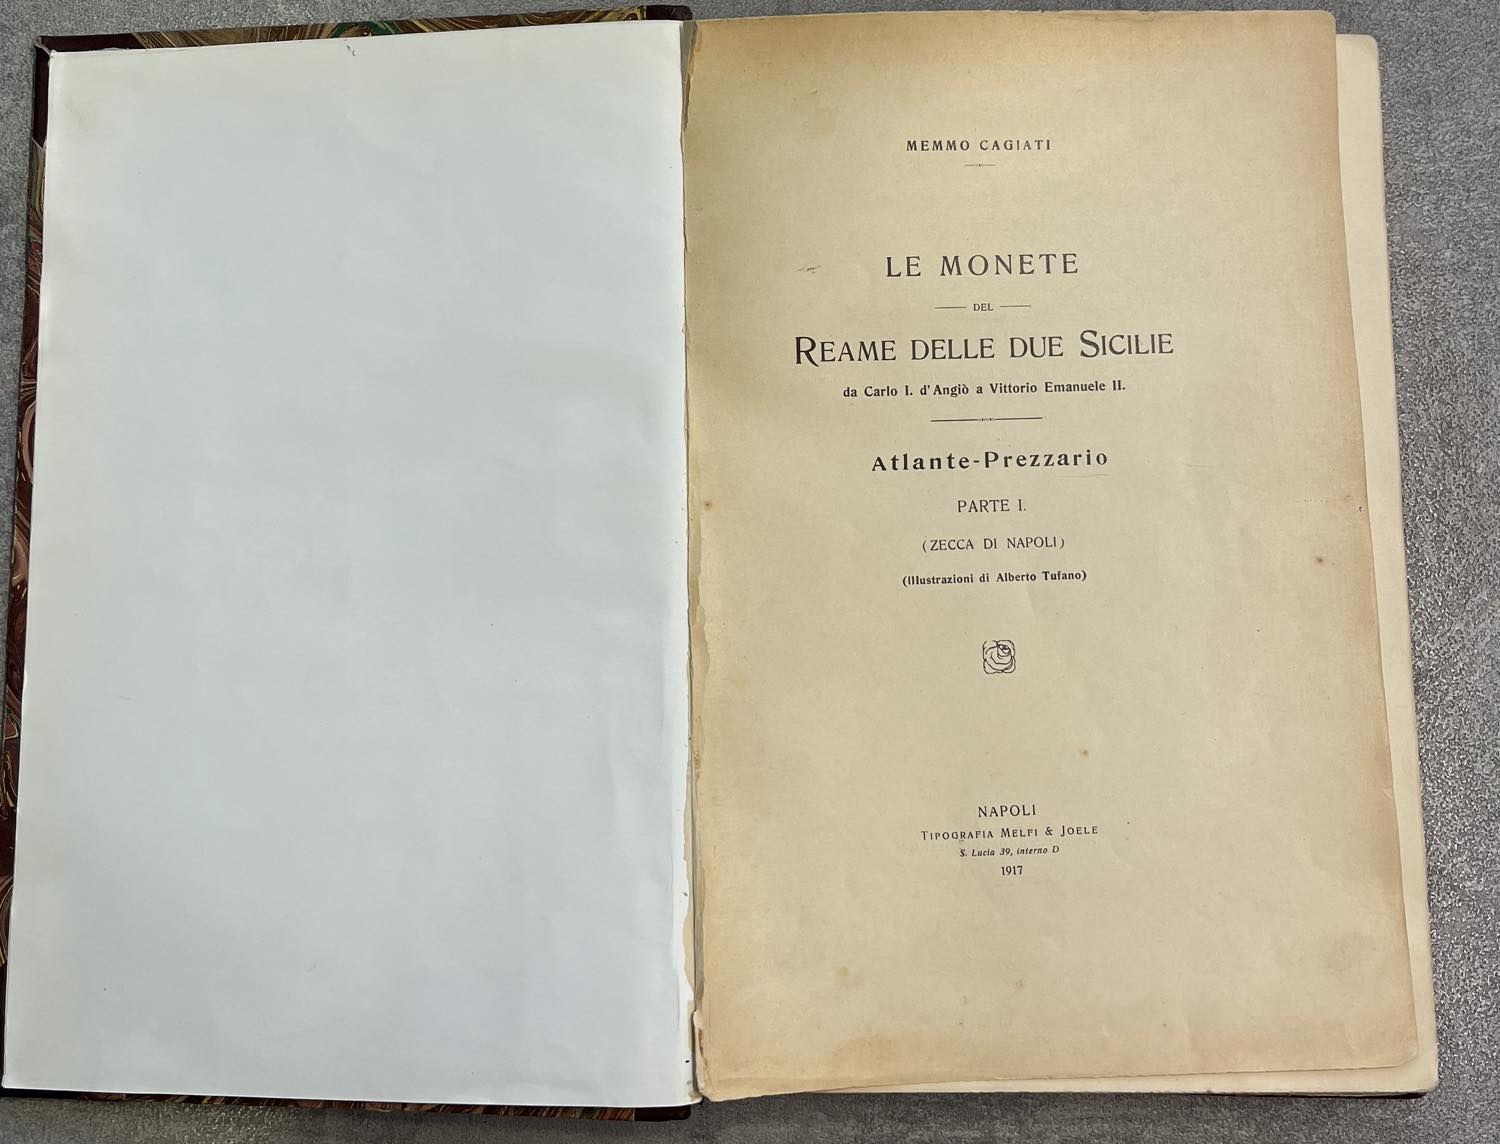 MEMMO CAGIATI
LE MONETE
DEL
REAME DELLE DUE SICILIE
da Carlo I. d'Angiò a Vittorio Emanuele II.
Atlante-Prezzario
PARTE I.
(ZECCA DI NAPOLI)
(Illustrazioni di Alberto Tufano)
NAPOLI
TIPOGRAFIA MELFI & JOELE
S. Lucia 39, interno D
1917